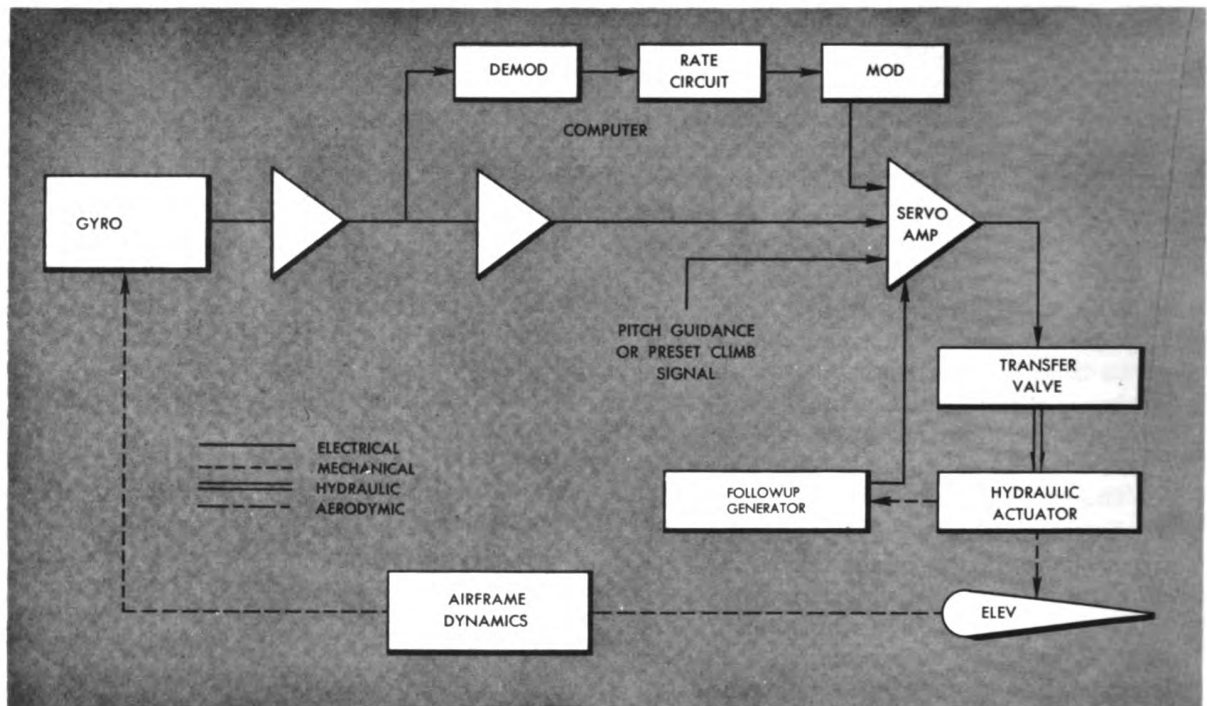 DEMOD
RATE
CIRCUIT
MOD
COMPUTER
GYRO
SERVO
AMP
PITCH GUIDANCE
OR PRESET CLIMB
SIGNAL
TRANSFER
VALVE
ELECTRICAL
MECHANICAL
HYDRAULIC
AERODYMIC
FOLLOWUP
GENERATOR
HYDRAULIC
ACTUATOR
AIRFRAME
DYNAMICS
ELEV